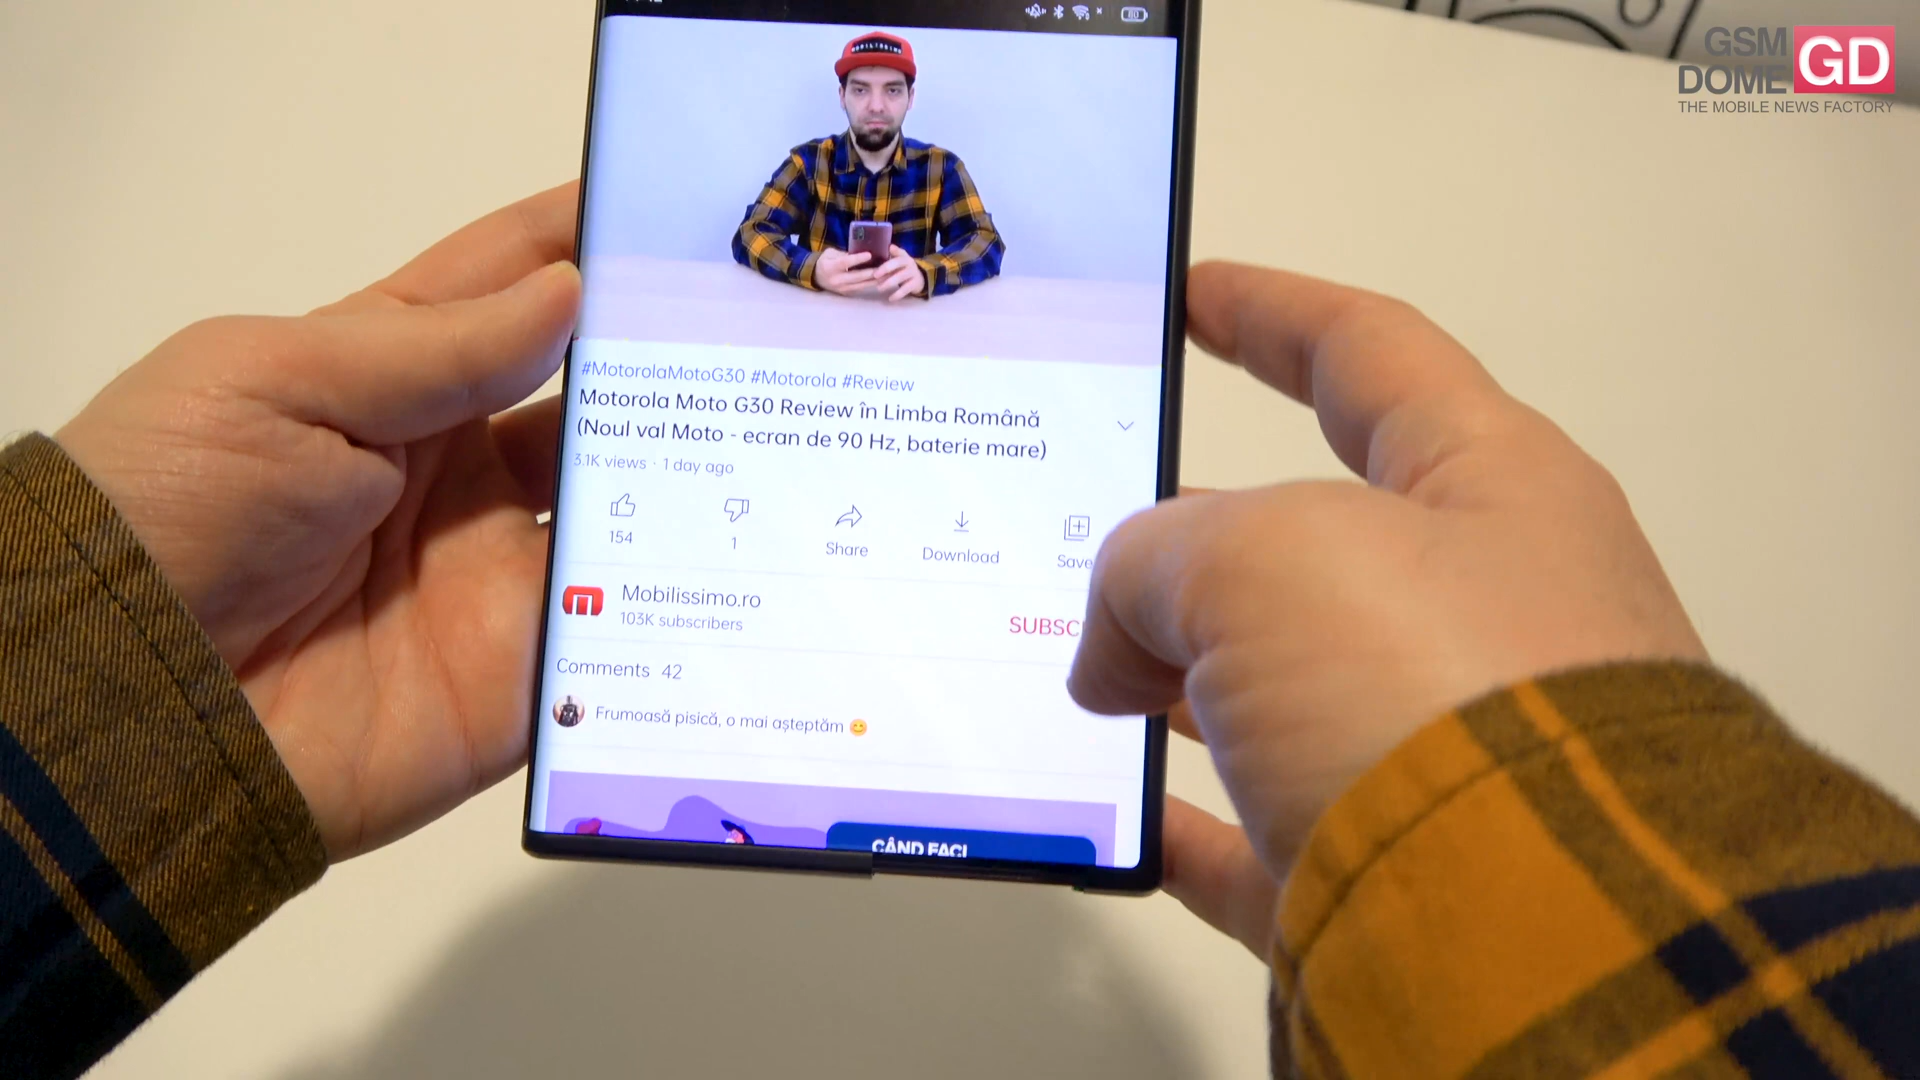 GSM
DOME GD
THE MOBILE NEWS FACTORY
80
MOBILISSIMO
#MotorolaMotoG30 #Motorola #Review
Motorola Moto G30 Review în Limba Română
(Noul val Moto - ecran de 90 Hz, baterie mare)
3.1K views · 1 day ago
154
1
Share
Download
Save
Mobilissimo.ro
103K subscribers
SUBSC
Comments 42
Frumoasă pisică, o mai așteptăm 😊
CÂND FACI